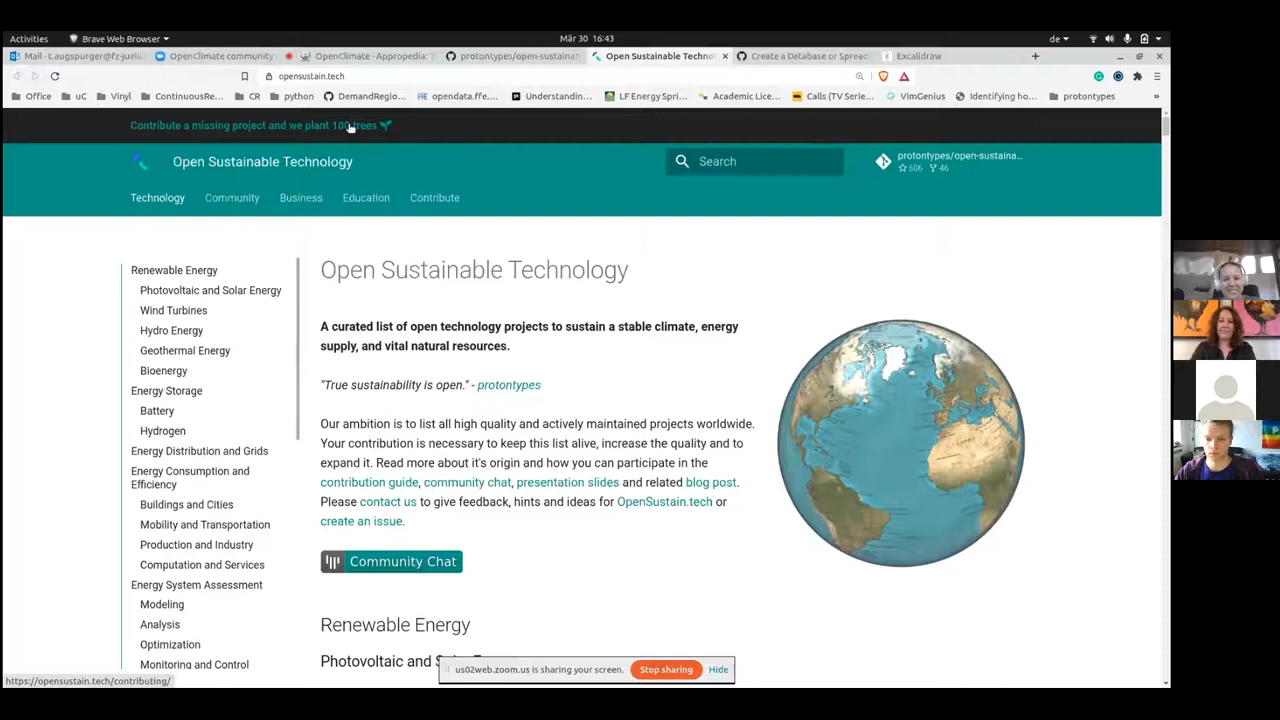 Activities
Brave Web Browser
Mär 30 16:43
de
Mail - t.augspurger@fz-jueli
OpenClimate community
OpenClimate - Appropedia:
protontypes/open-sustainab
Open Sustainable Technolo
Create a Database or Spread
Excalidraw
opensustain.tech
Office
uC
Vinyl
ContinuousRe...
CR
python
DemandRegio...
opendata.ffe....
Understandin...
LF Energy Spri...
Academic Lice...
Calls (TV Serie...
VimGenius
Identifying ho...
protontypes
Contribute a missing project and we plant 100 trees
Open Sustainable Technology
Search
protontypes/open-sustaina...
606 46
Technology
Community
Business
Education
Contribute
Renewable Energy
Photovoltaic and Solar Energy
Wind Turbines
Hydro Energy
Geothermal Energy
Bioenergy
Energy Storage
Battery
Hydrogen
Energy Distribution and Grids
Energy Consumption and
Efficiency
Buildings and Cities
Mobility and Transportation
Production and Industry
Computation and Services
Energy System Assessment
Modeling
Analysis
Optimization
Monitoring and Control
Open Sustainable Technology
A curated list of open technology projects to sustain a stable climate, energy
supply, and vital natural resources.
"True sustainability is open." - protontypes
Our ambition is to list all high quality and actively maintained projects worldwide.
Your contribution is necessary to keep this list alive, increase the quality and to
expand it. Read more about it's origin and how you can participate in the
contribution guide, community chat, presentation slides and related blog post.
Please contact us to give feedback, hints and ideas for OpenSustain.tech or
create an issue.
Community Chat
Renewable Energy
Photovoltaic and
us02web.zoom.us is sharing your screen.
Stop sharing
Hide
https://opensustain.tech/contributing/